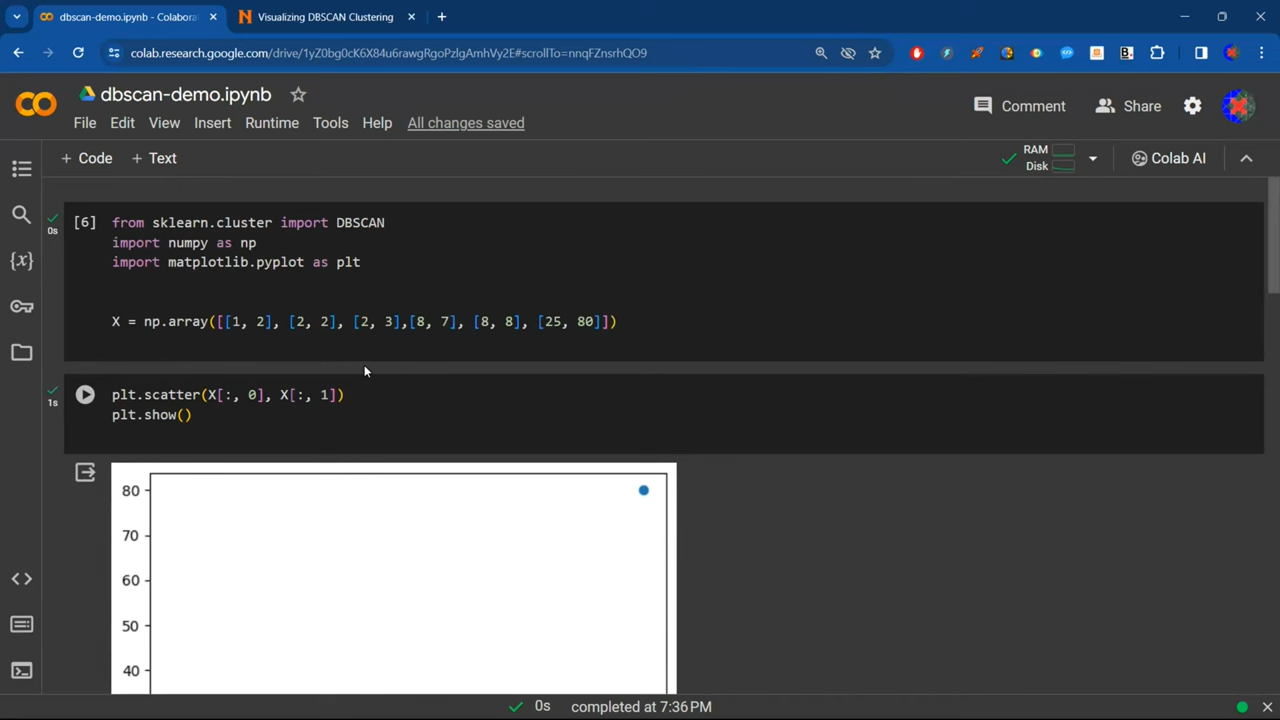 dbscan-demo.ipynb - Colabora
Visualizing DBSCAN Clustering
colab.research.google.com/drive/1yZ0bg0cK6X84u6rawgRgoPzlgAmhVy2E#scrollTo=nnqFZnsrhQO9
dbscan-demo.ipynb
Comment
Share
File Edit View Insert Runtime Tools Help All changes saved
+ Code + Text
RAM
Disk
Colab AI
[6] from sklearn.cluster import DBSCAN
0s
import numpy as np
import matplotlib.pyplot as plt
X = np.array([[1, 2], [2, 2], [2, 3],[8, 7], [8, 8], [25, 80]])
plt.scatter(X[:, 0], X[:, 1])
1s
plt.show()
80
70
60
50
40
0s completed at 7:36 PM